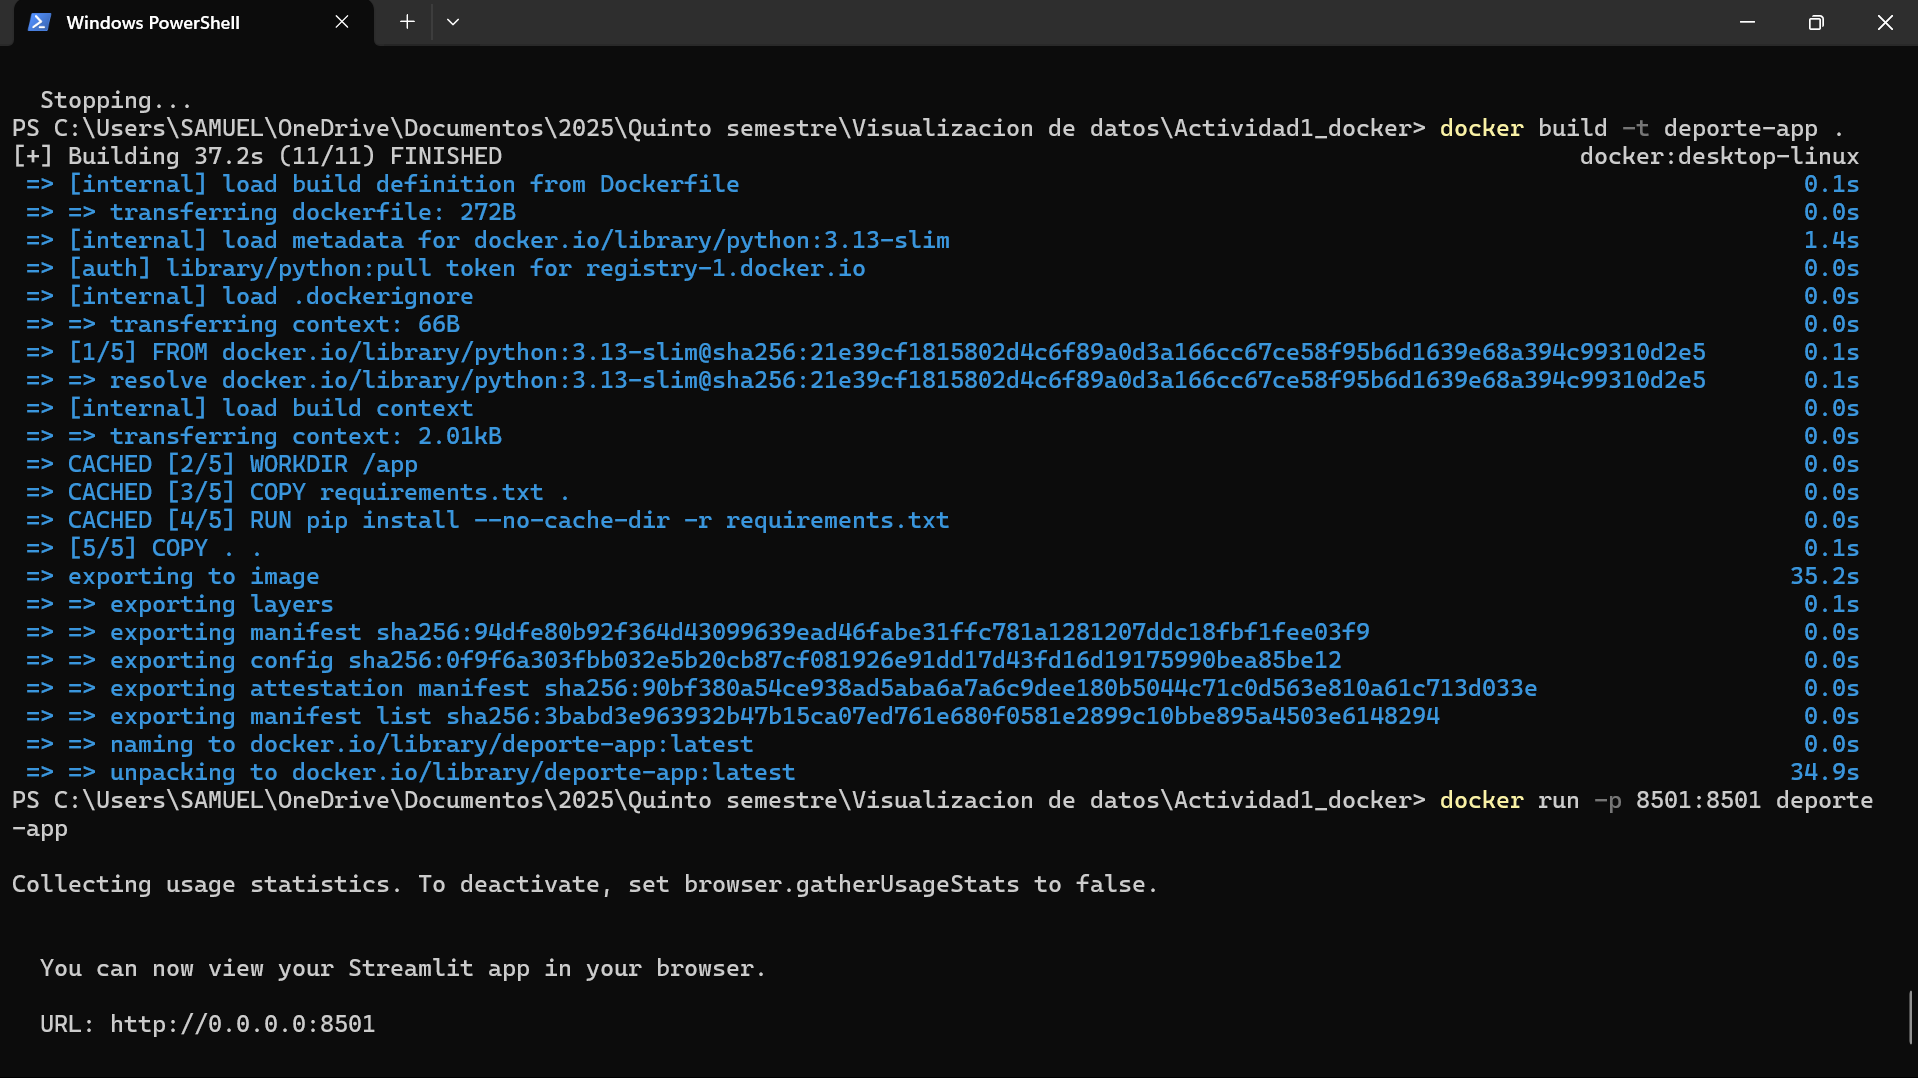 Windows PowerShell
Stopping...
PS C:\Users\SAMUEL\OneDrive\Documentos\2025\Quinto semestre\Visualizacion de datos\Actividad1_docker> docker build -t deporte-app .
[+] Building 37.2s (11/11) FINISHED docker:desktop-linux
=> [internal] load build definition from Dockerfile 0.1s
=> => transferring dockerfile: 272B 0.0s
=> [internal] load metadata for docker.io/library/python:3.13-slim 1.4s
=> [auth] library/python:pull token for registry-1.docker.io 0.0s
=> [internal] load .dockerignore 0.0s
=> => transferring context: 66B 0.0s
=> [1/5] FROM docker.io/library/python:3.13-slim@sha256:21e39cf1815802d4c6f89a0d3a166cc67ce58f95b6d1639e68a394c99310d2e5 0.1s
=> => resolve docker.io/library/python:3.13-slim@sha256:21e39cf1815802d4c6f89a0d3a166cc67ce58f95b6d1639e68a394c99310d2e5 0.1s
=> [internal] load build context 0.0s
=> => transferring context: 2.01kB 0.0s
=> CACHED [2/5] WORKDIR /app 0.0s
=> CACHED [3/5] COPY requirements.txt . 0.0s
=> CACHED [4/5] RUN pip install --no-cache-dir -r requirements.txt 0.0s
=> [5/5] COPY . . 0.1s
=> exporting to image 35.2s
=> => exporting layers 0.1s
=> => exporting manifest sha256:94dfe80b92f364d43099639ead46fabe31ffc781a1281207ddc18fbf1fee03f9 0.0s
=> => exporting config sha256:0f9f6a303fbb032e5b20cb87cf081926e91dd17d43fd16d19175990bea85be12 0.0s
=> => exporting attestation manifest sha256:90bf380a54ce938ad5aba6a7a6c9dee180b5044c71c0d563e810a61c713d033e 0.0s
=> => exporting manifest list sha256:3babd3e963932b47b15ca07ed761e680f0581e2899c10bbe895a4503e6148294 0.0s
=> => naming to docker.io/library/deporte-app:latest 0.0s
=> => unpacking to docker.io/library/deporte-app:latest 34.9s
PS C:\Users\SAMUEL\OneDrive\Documentos\2025\Quinto semestre\Visualizacion de datos\Actividad1_docker> docker run -p 8501:8501 deporte
-app
Collecting usage statistics. To deactivate, set browser.gatherUsageStats to false.
You can now view your Streamlit app in your browser.
URL: http://0.0.0.0:8501